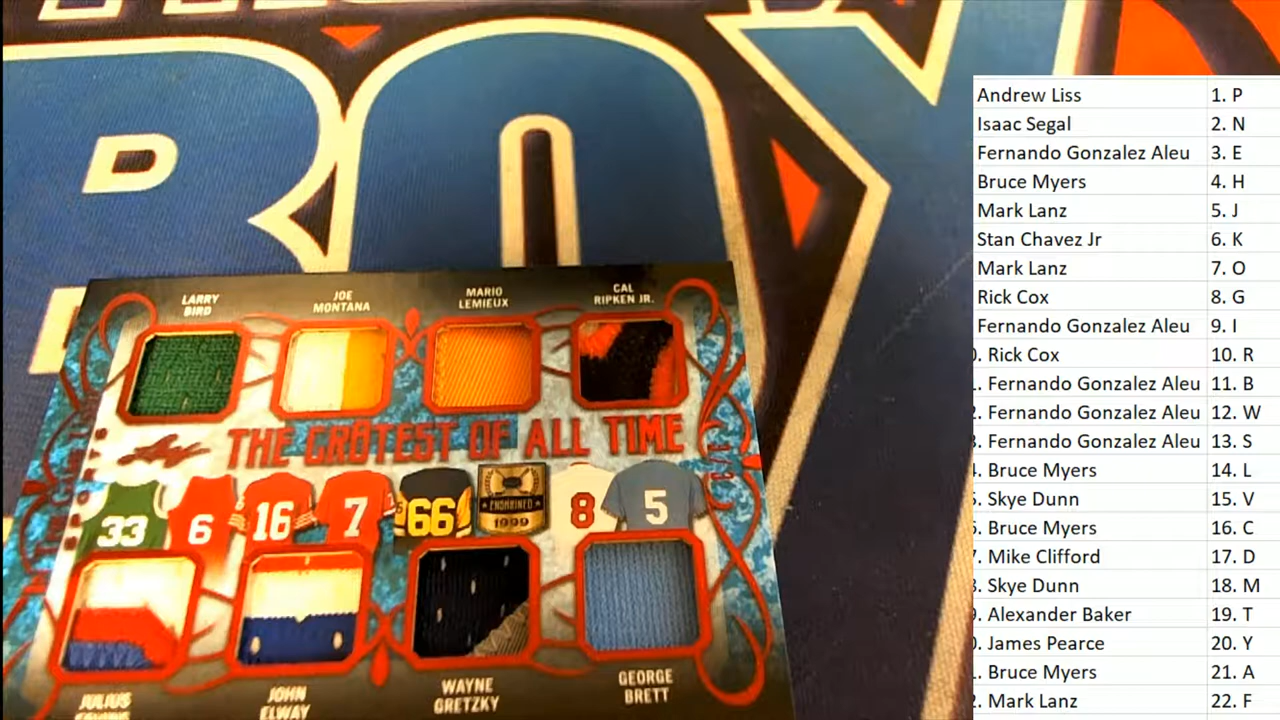 BOX
LARRY
BIRD
JOE
MONTANA
MARIO
LEMIEUX
CAL
RIPKEN JR.
Leaf
THE GR8TEST OF ALL TIME
33
6
16
7
66
ENSHRINED
1999
8
5
JULIUS
JOHN
ELWAY
WAYNE
GRETZKY
GEORGE
BRETT
Andrew Liss 1. P
Isaac Segal 2. N
Fernando Gonzalez Aleu 3. E
Bruce Myers 4. H
Mark Lanz 5. J
Stan Chavez Jr 6. K
Mark Lanz 7. O
Rick Cox 8. G
Fernando Gonzalez Aleu 9. I
Rick Cox 10. R
Fernando Gonzalez Aleu 11. B
Fernando Gonzalez Aleu 12. W
Fernando Gonzalez Aleu 13. S
Bruce Myers 14. L
Skye Dunn 15. V
Bruce Myers 16. C
Mike Clifford 17. D
Skye Dunn 18. M
Alexander Baker 19. T
James Pearce 20. Y
Bruce Myers 21. A
Mark Lanz 22. F